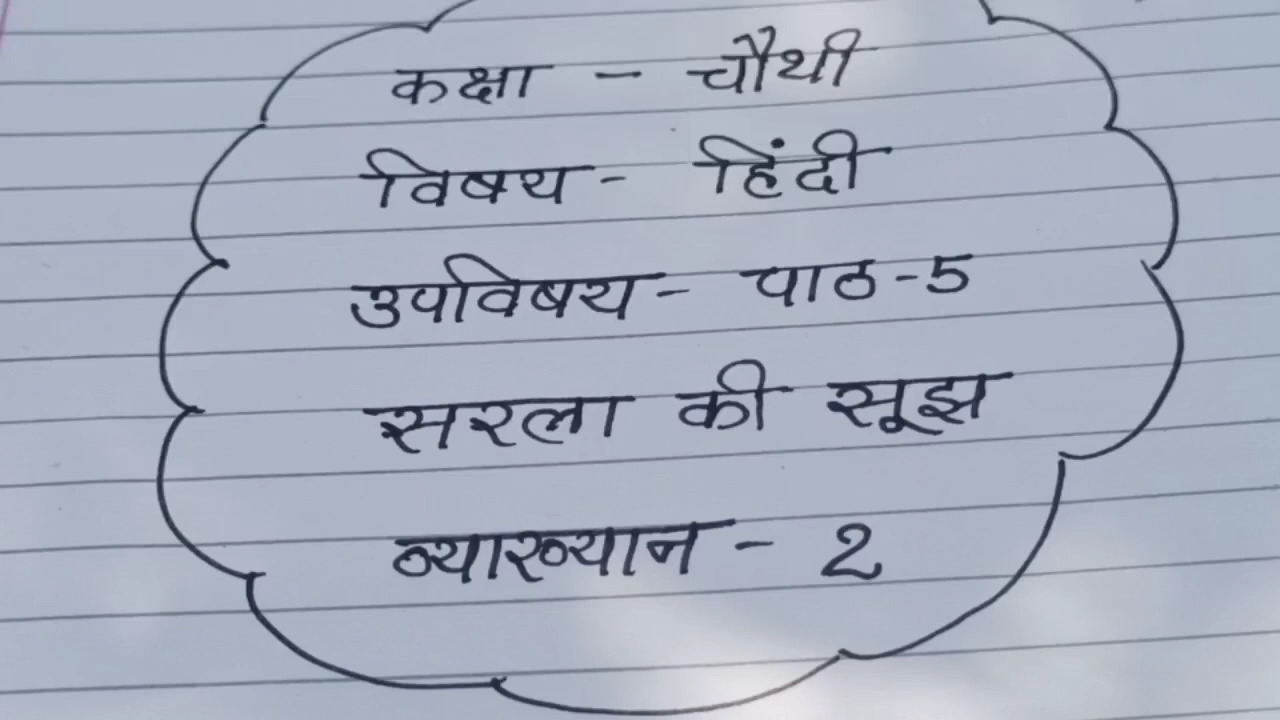 कक्षा - चौथी
विषय - हिंदी
उपविषय - पाठ-5
सरला की सूझ
व्याख्यान - 2